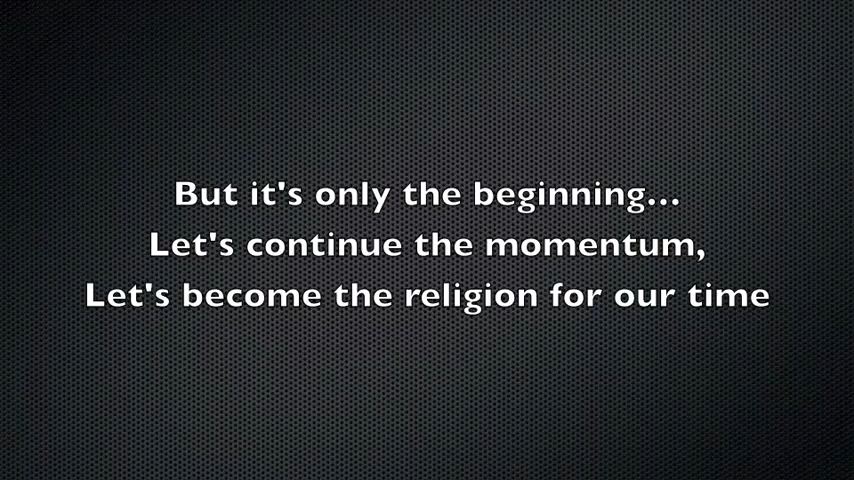 But it's only the beginning...
Let's continue the momentum,
Let's become the religion for our time